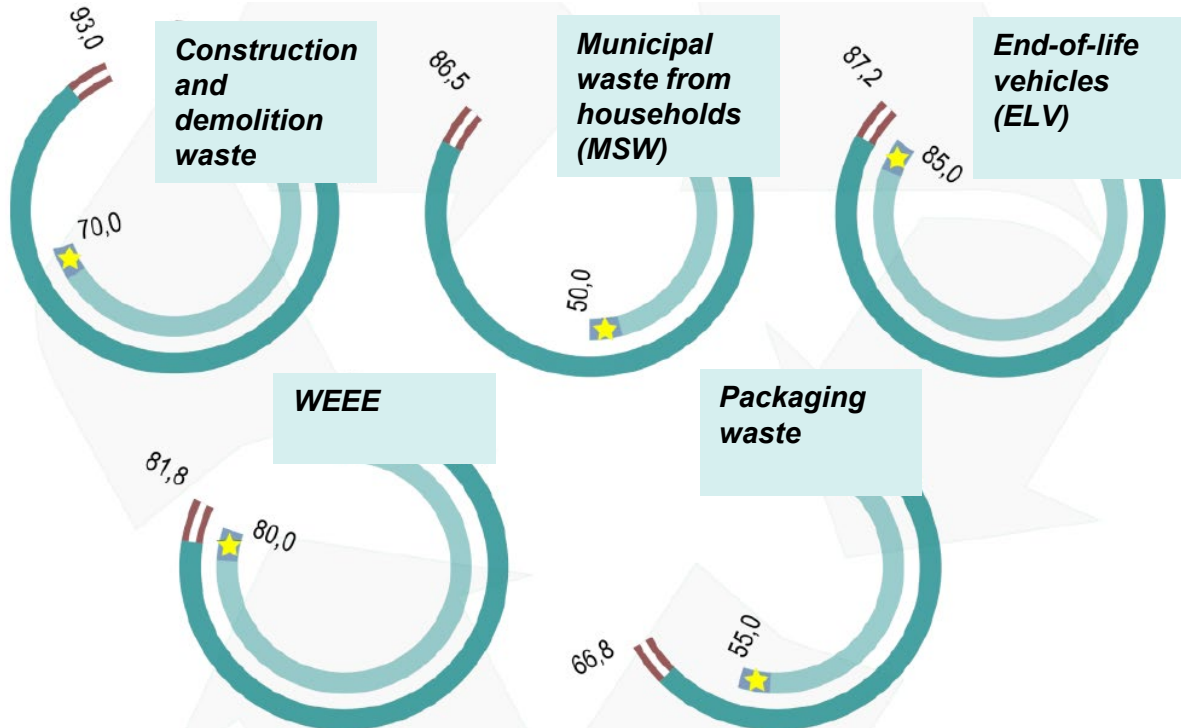 93,0
Construction
and
demolition
waste
70,0
86,5
Municipal
waste from
households
(MSW)
50,0
87,2
End-of-life
vehicles
(ELV)
85,0
81,8
WEEE
80,0
66,8
Packaging
waste
55,0